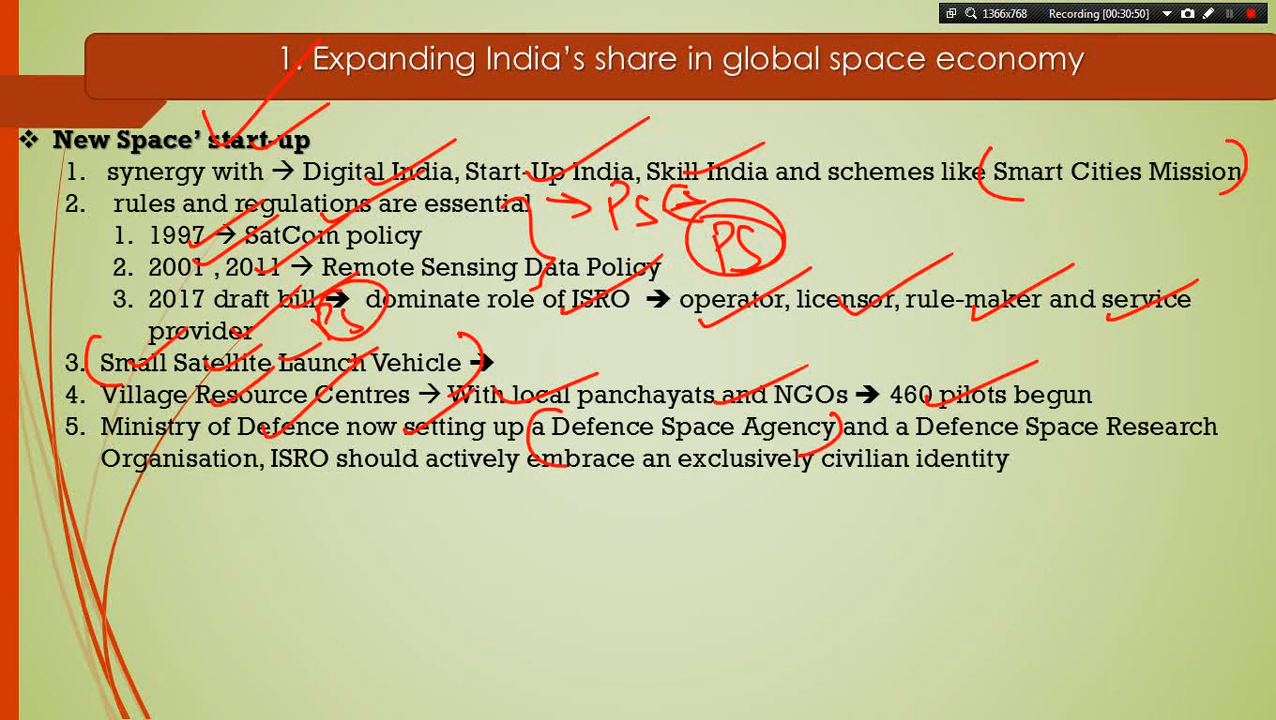 1366x768 Recording [00:30:50]
1. Expanding India's share in global space economy
❖ New Space' start-up
1. synergy with → Digital India, Start-Up India, Skill India and schemes like Smart Cities Mission
2. rules and regulations are essential
→ PS
PS
1. 1997 → SatCom policy
2. 2001 , 2011 → Remote Sensing Data Policy
3. 2017 draft bill → dominate role of ISRO → operator, licensor, rule-maker and service
provider
PS
3. Small Satellite Launch Vehicle →
4. Village Resource Centres → With local panchayats and NGOs → 460 pilots begun
5. Ministry of Defence now setting up a Defence Space Agency and a Defence Space Research
Organisation, ISRO should actively embrace an exclusively civilian identity